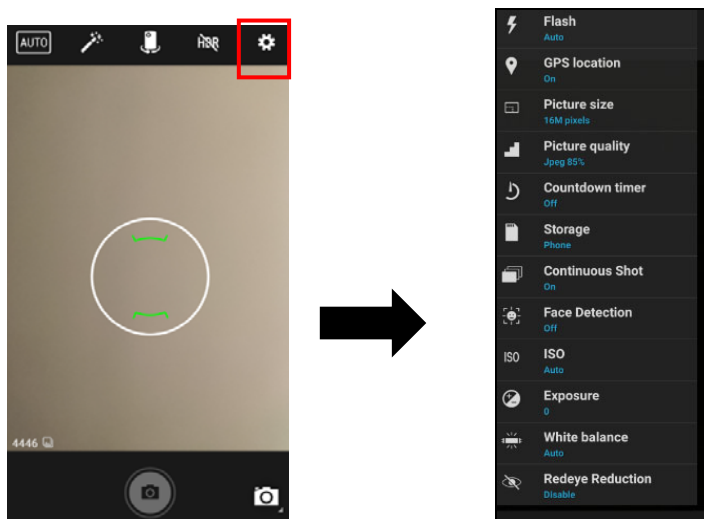 AUTO
HDR
4446
Flash
Auto
GPS location
On
Picture size
16M pixels
Picture quality
Jpeg 85%
Countdown timer
Off
Storage
Phone
Continuous Shot
On
Face Detection
Off
ISO
ISO
Auto
Exposure
0
White balance
Auto
Redeye Reduction
Disable